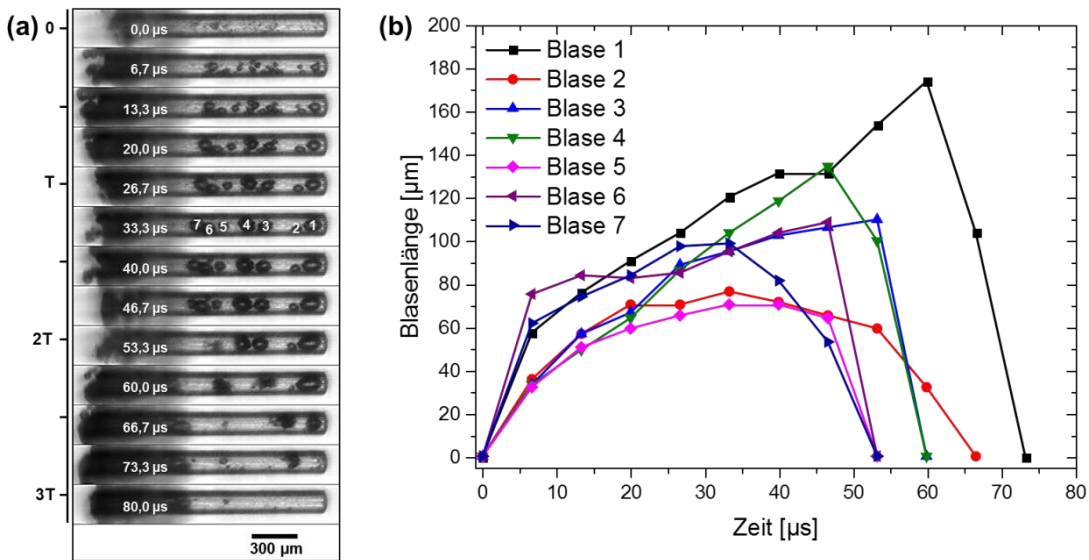 (a)
0
T
2T
3T
0,0 µs
6,7 µs
13,3 µs
20,0 µs
26,7 µs
33,3 µs
7 6 5 4 3 2 1
40,0 µs
46,7 µs
53,3 µs
60,0 µs
66,7 µs
73,3 µs
80,0 µs
300 µm
(b)
Blase 1
Blase 2
Blase 3
Blase 4
Blase 5
Blase 6
Blase 7
Blasenlänge [µm]
200
180
160
140
120
100
80
60
40
20
0
0 10 20 30 40 50 60 70 80
Zeit [µs]